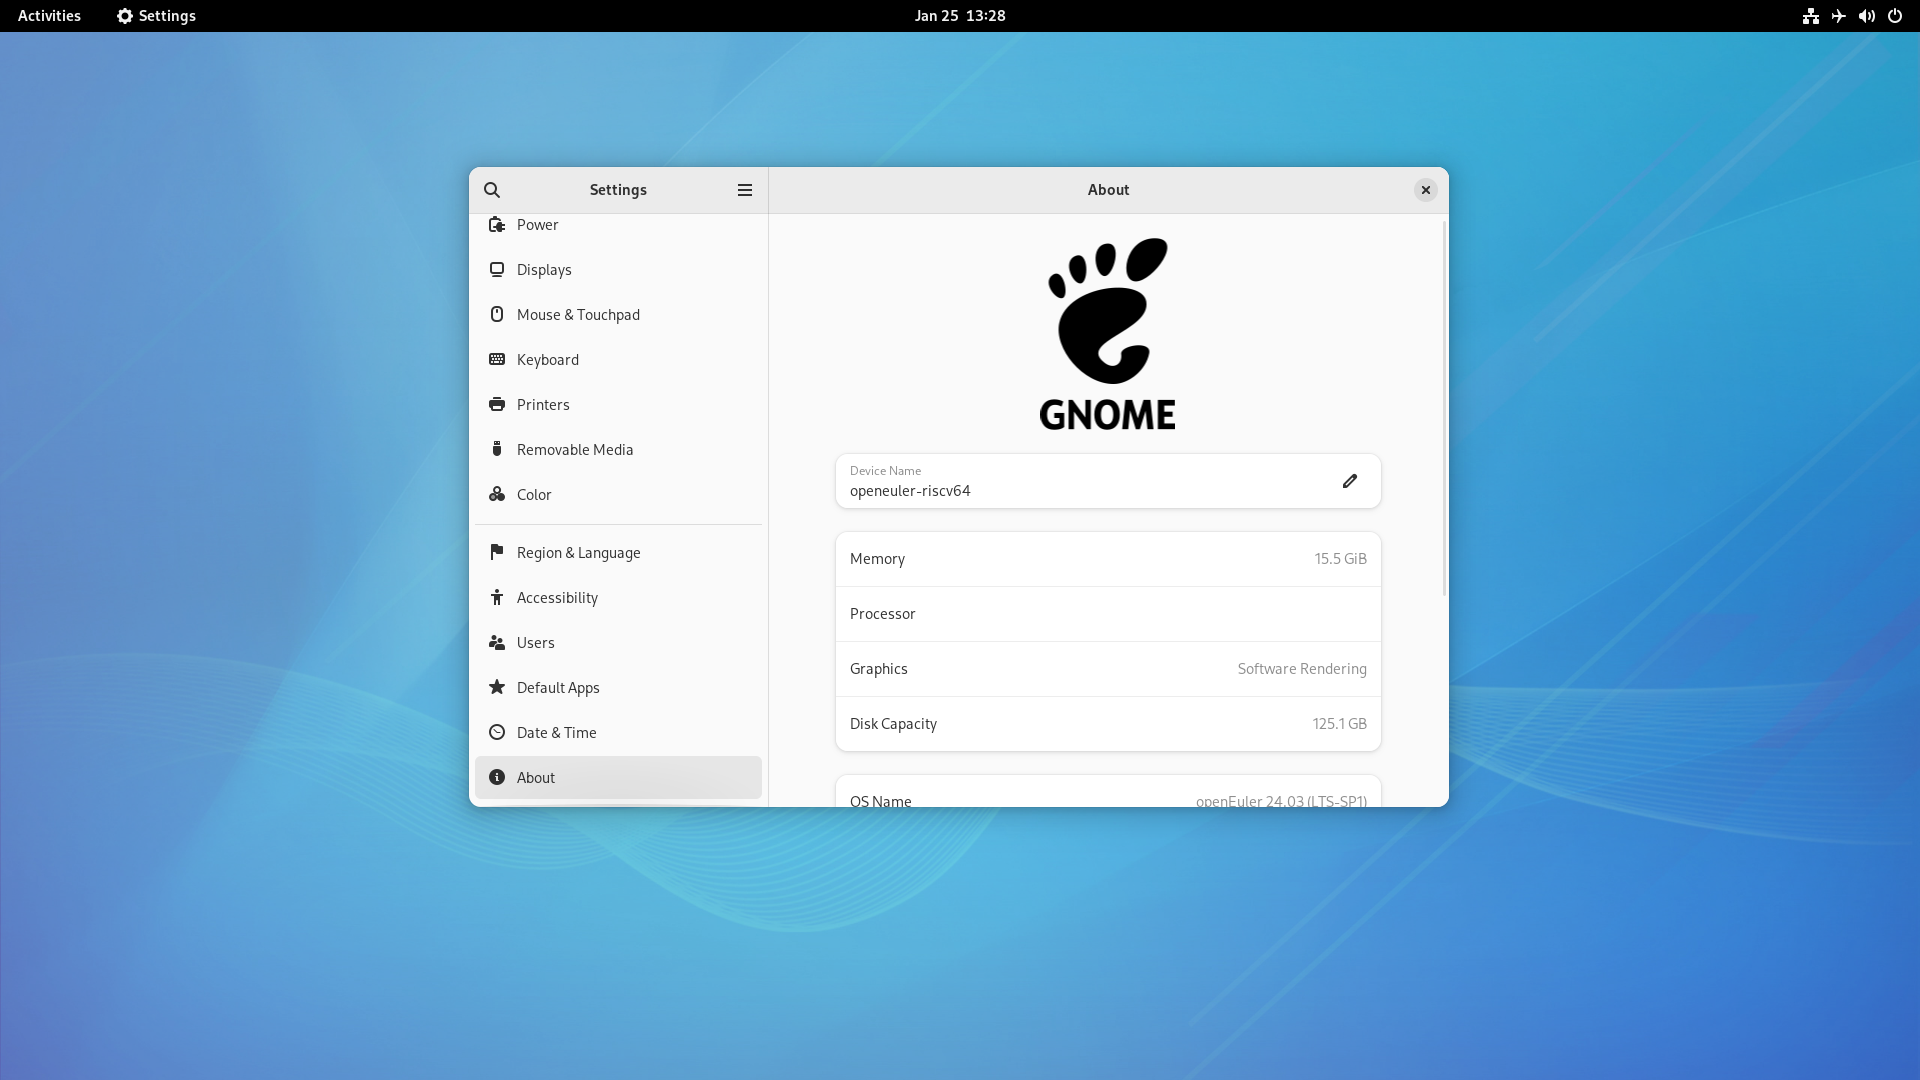 Activities
Settings
Jan 25 13:28
Settings
About
Power
Displays
Mouse & Touchpad
Keyboard
Printers
Removable Media
Color
Region & Language
Accessibility
Users
Default Apps
Date & Time
About
GNOME
Device Name
openeuler-riscv64
Memory 15.5 GiB
Processor
Graphics Software Rendering
Disk Capacity 125.1 GB
OS Name openEuler 24.03 (LTS-SP1)